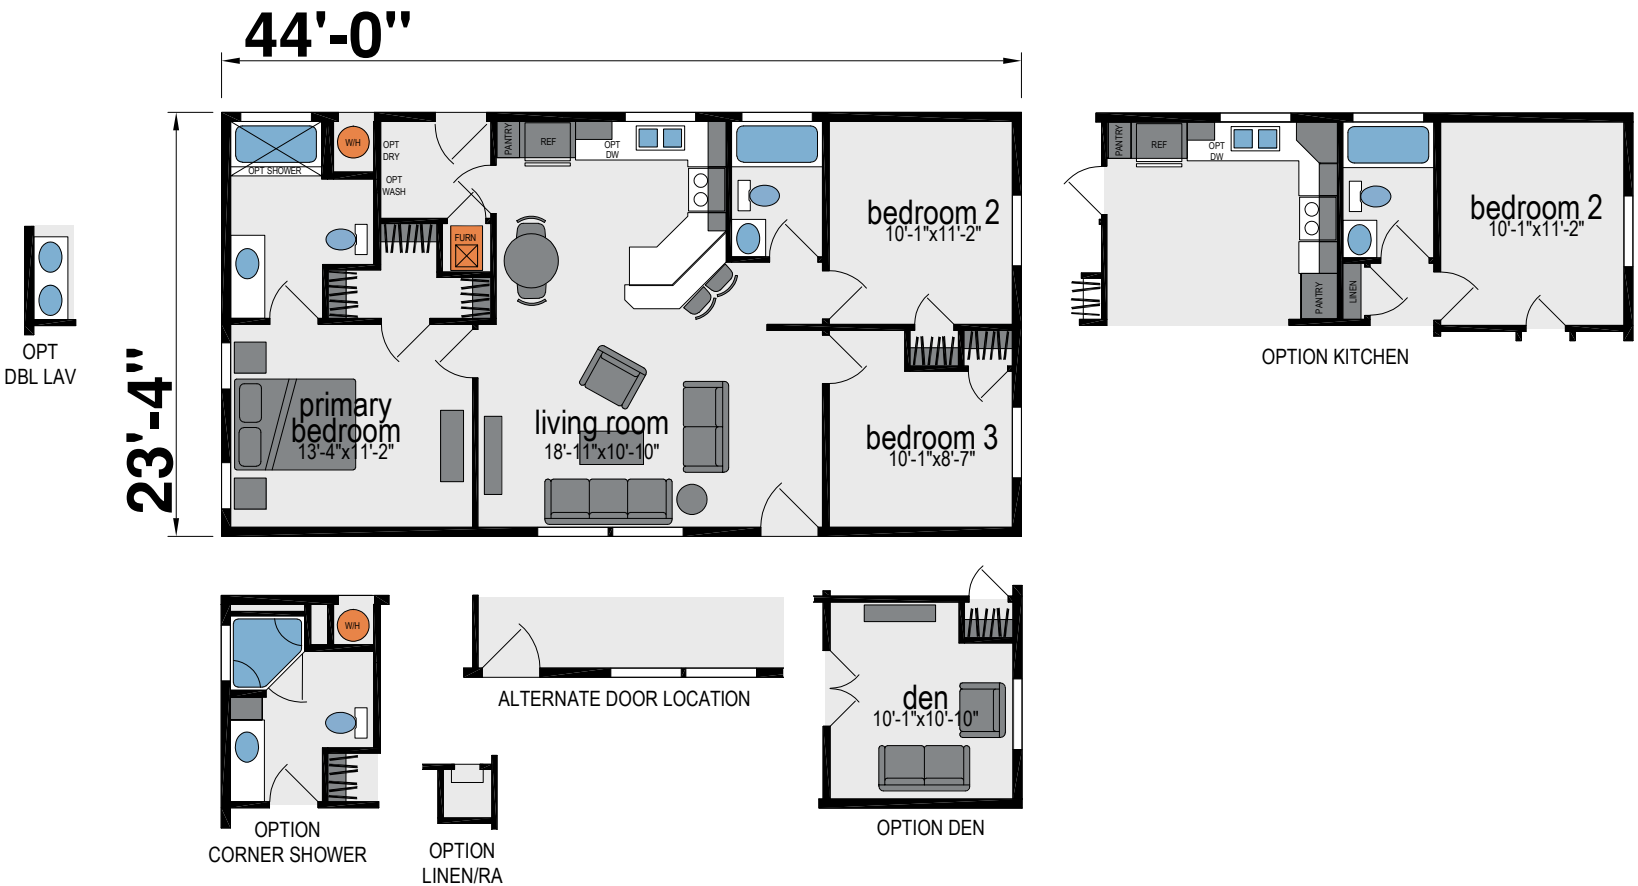 44'-0"
23'-4"
W/H
OPT SHOWER
OPT
DRY
OPT
WASH
FURN
PANTRY
REF
OPT
DW
bedroom 2
10'-1"x11'-2"
primary
bedroom
13'-4"x11'-2"
living room
18'-11"x10'-10"
bedroom 3
10'-1"x8'-7"
OPT
DBL LAV
PANTRY
REF
OPT
DW
PANTRY
LINEN
bedroom 2
10'-1"x11'-2"
OPTION KITCHEN
W/H
OPTION
CORNER SHOWER
ALTERNATE DOOR LOCATION
OPTION
LINEN/RA
den
10'-1"x10'-10"
OPTION DEN